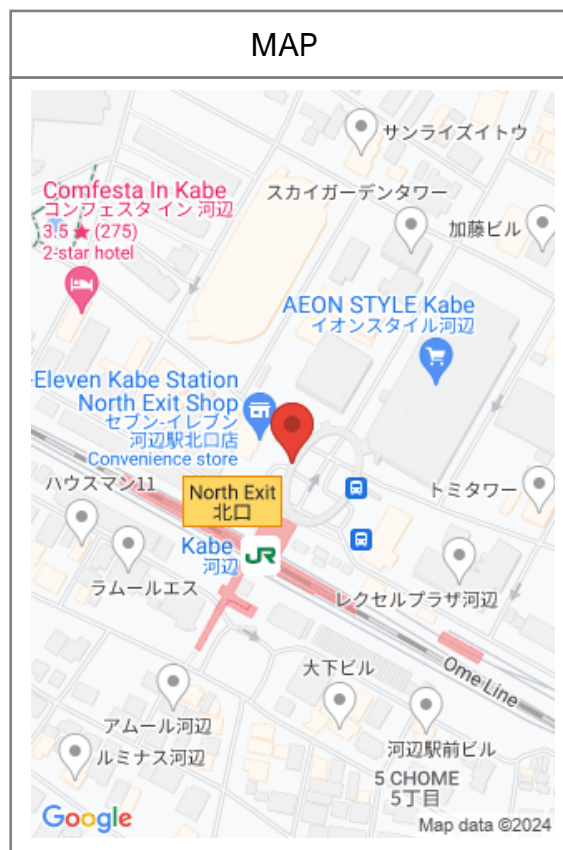 MAP
サンライズイトウ
Comfesta In Kabe
コンフェスタ イン 河辺
3.5 ★ (275)
2-star hotel
スカイガーデンタワー
加藤ビル
AEON STYLE Kabe
イオンスタイル河辺
-Eleven Kabe Station
North Exit Shop
セブン-イレブン
河辺駅北口店
Convenience store
ハウスマン11
North Exit
北口
トミタワー
Kabe
河辺
JR
ラムールエス
レクセルプラザ河辺
Ome Line
大下ビル
アムール河辺
ルミナス河辺
河辺駅前ビル
5 CHOME
5丁目
Google
Map data ©2024